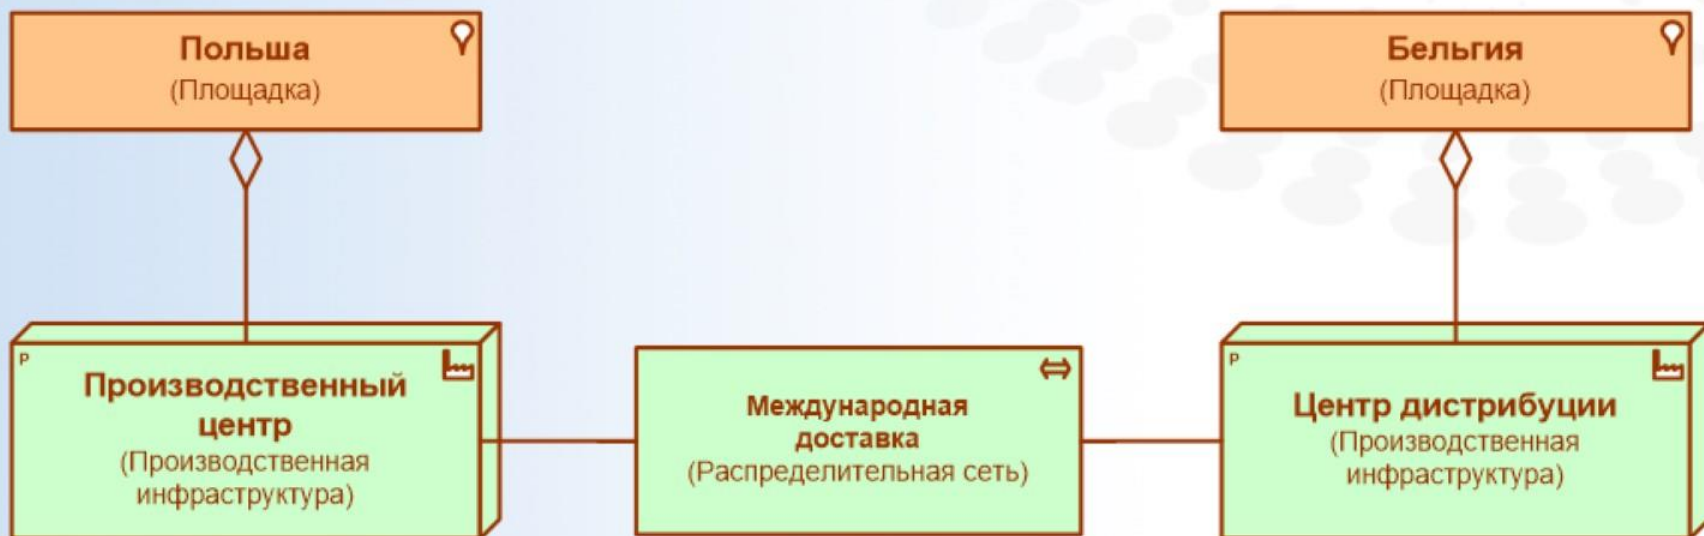 Польша
(Площадка)
Бельгия
(Площадка)
P
Производственный
центр
(Производственная
инфраструктура)
Международная
доставка
(Распределительная сеть)
P
Центр дистрибуции
(Производственная
инфраструктура)